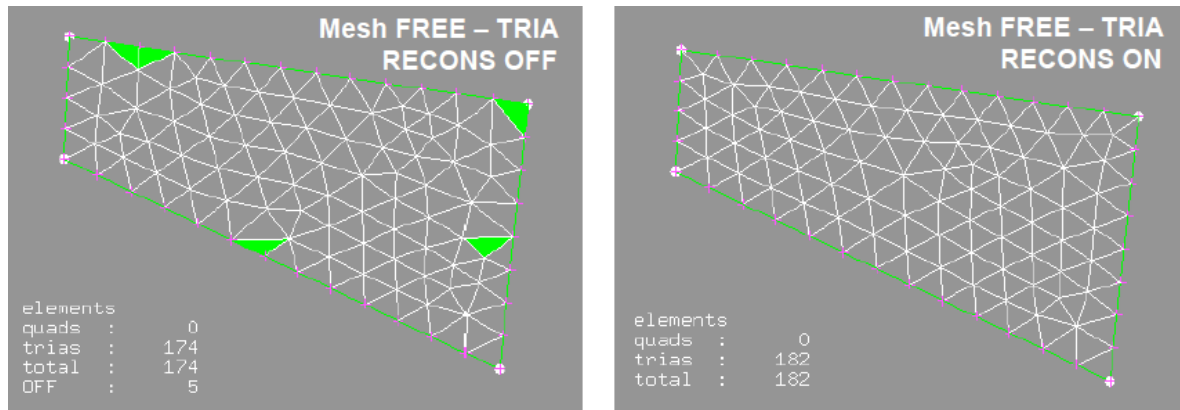 Mesh FREE – TRIA
RECONS OFF
elements
quads : 0
trias : 174
total : 174
OFF : 5
Mesh FREE – TRIA
RECONS ON
elements
quads : 0
trias : 182
total : 182